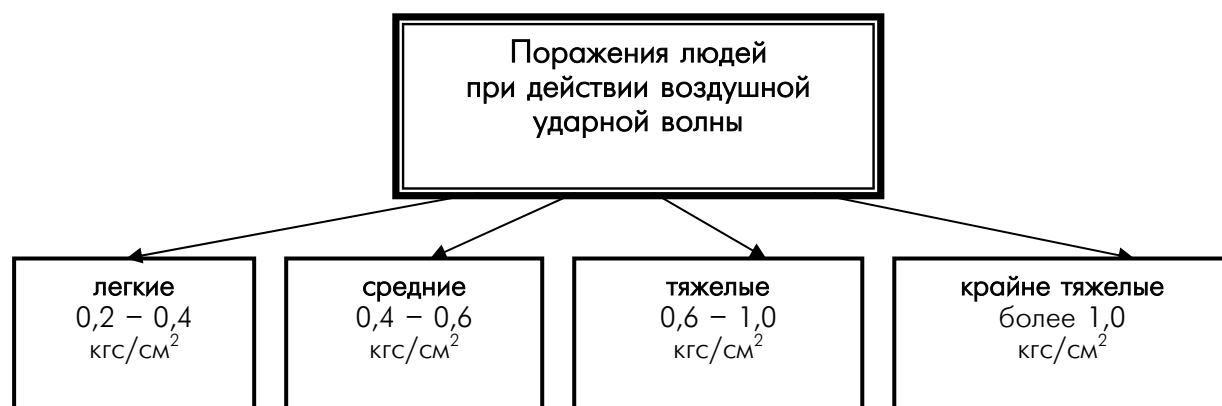 Поражения людей
при действии воздушной
ударной волны
легкие
0,2 – 0,4
кгс/см²
средние
0,4 – 0,6
кгс/см²
тяжелые
0,6 – 1,0
кгс/см²
крайне тяжелые
более 1,0
кгс/см²